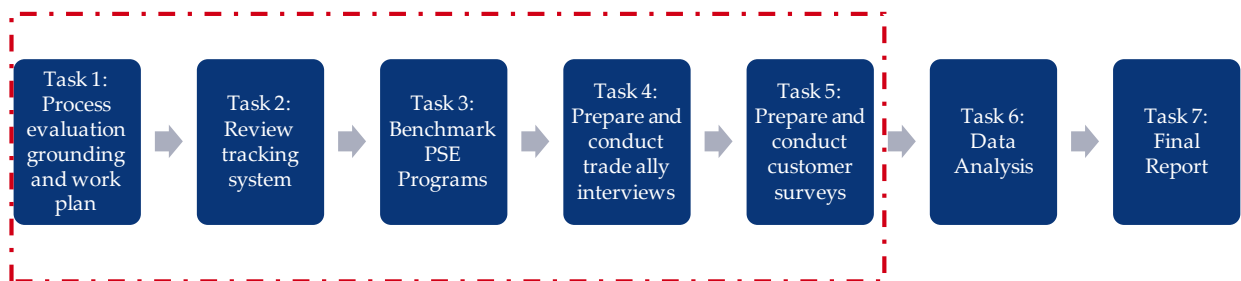 Task 1:
Process
evaluation
grounding
and work
plan
Task 2:
Review
tracking
system
Task 3:
Benchmark
PSE
Programs
Task 4:
Prepare and
conduct
trade ally
interviews
Task 5:
Prepare and
conduct
customer
surveys
Task 6:
Data
Analysis
Task 7:
Final
Report